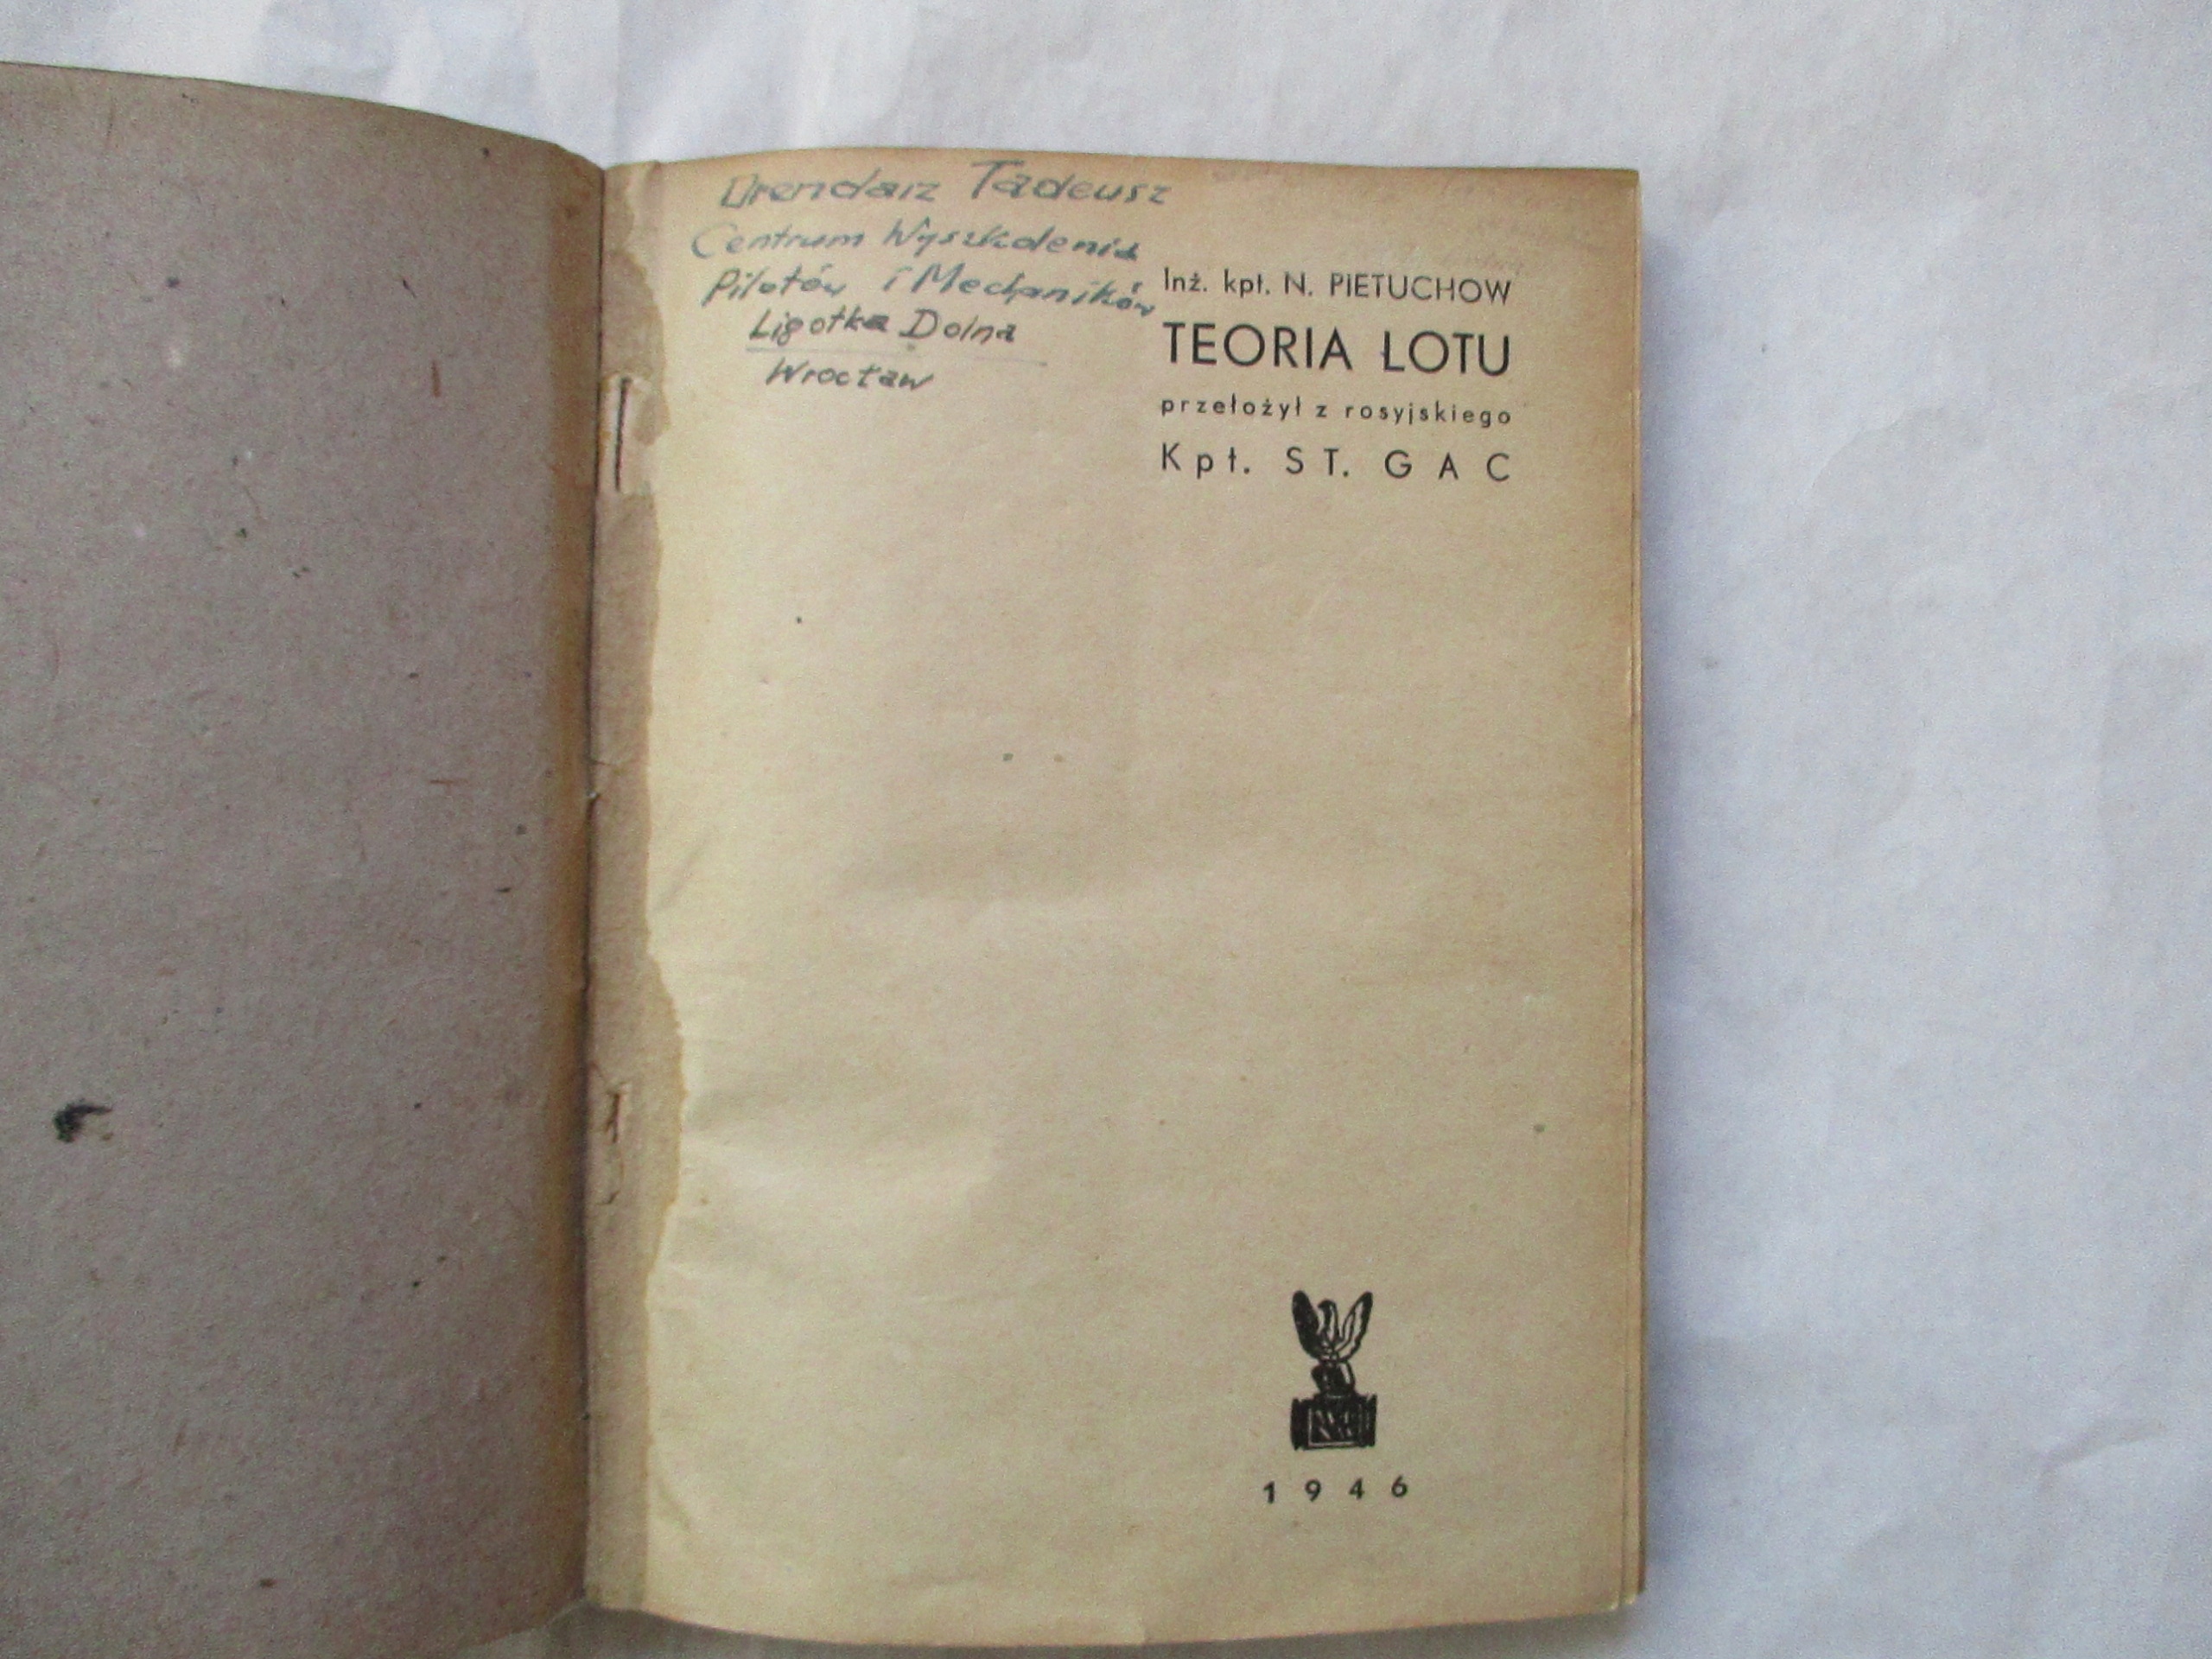 Tadeusz
Centrum Wyszkolenia
Pilotów i Mechaników
Ligotka Dolna
Wrocław
Inż. kpt. N. PIETUCHOW
TEORIA LOTU
przełożył z rosyjskiego
Kpt. ST. GAC
1946